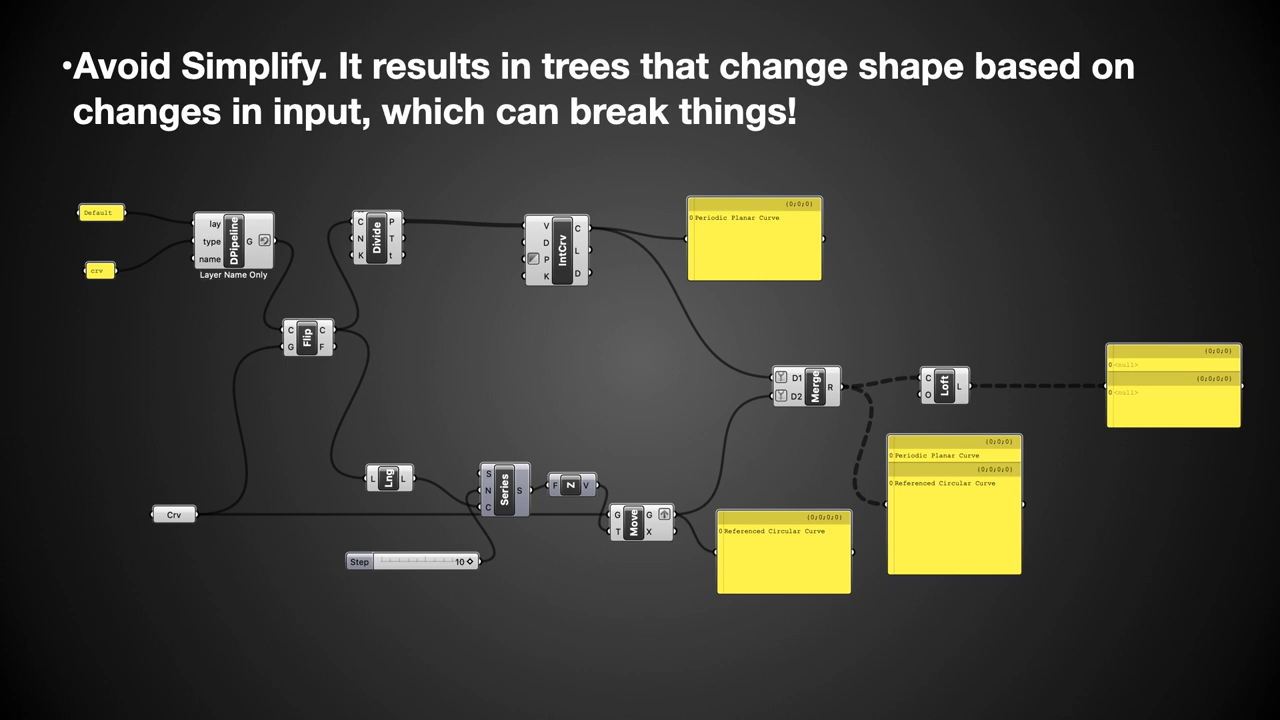 •Avoid Simplify. It results in trees that change shape based on
changes in input, which can break things!
Default
crv
lay
type
name
DPipeline
G
Layer Name Only
C
N
K
Divide
P
T
t
V
D
P
K
IntCrv
C
L
D
{0;0;0}
0 Periodic Planar Curve
C
G
Flip
C
F
D1
D2
Merge
R
C
O
Loft
L
{0;0;0}
0 <null>
{0;0;0;0}
0 <null>
{0;0;0}
0 Periodic Planar Curve
{0;0;0;0}
0 Referenced Circular Curve
L
Lng
L
S
N
C
Series
S
F
Z
V
Crv
G
T
Move
G
X
{0;0;0;0}
0 Referenced Circular Curve
Step
10